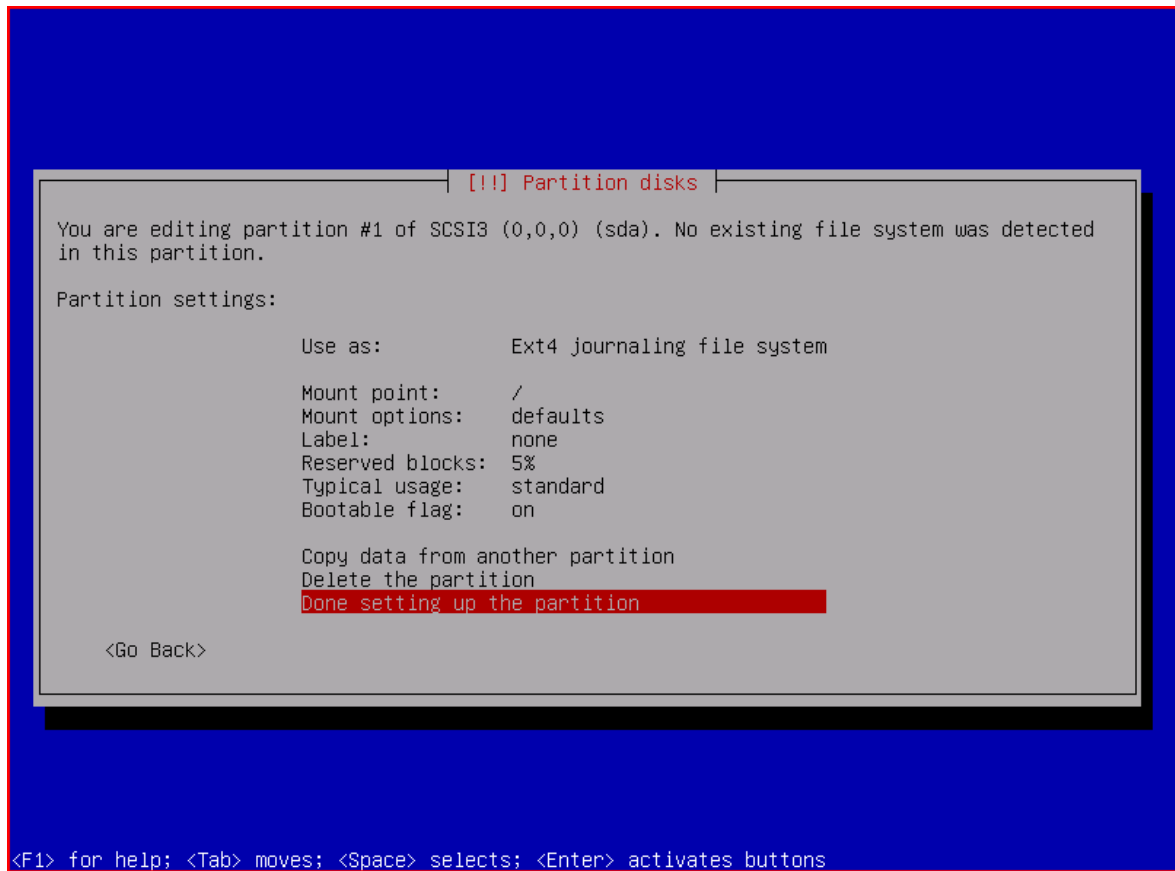 [!!] Partition disks
You are editing partition #1 of SCSI3 (0,0,0) (sda). No existing file system was detected
in this partition.
Partition settings:
Use as: Ext4 journaling file system
Mount point: /
Mount options: defaults
Label: none
Reserved blocks: 5%
Typical usage: standard
Bootable flag: on
Copy data from another partition
Delete the partition
Done setting up the partition
<Go Back>
<F1> for help; <Tab> moves; <Space> selects; <Enter> activates buttons